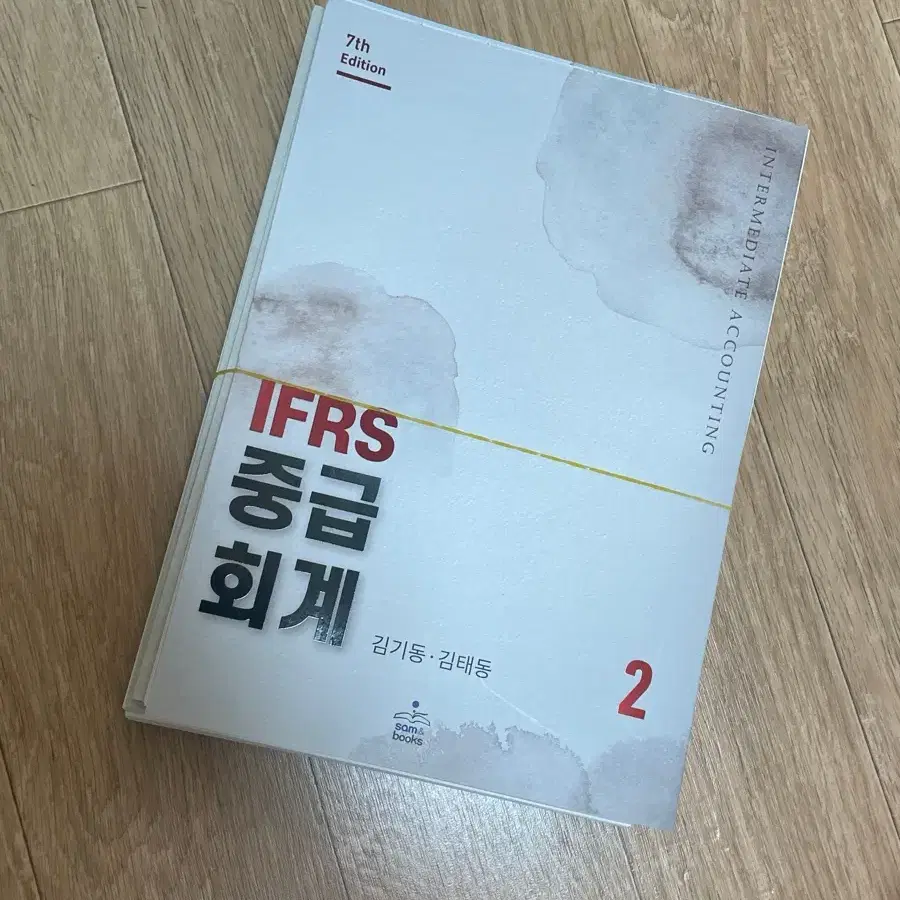 7th
Edition
INTERMEDIATE ACCOUNTING
IFRS
중급
회계
김기동·김태동
2
sam&
books